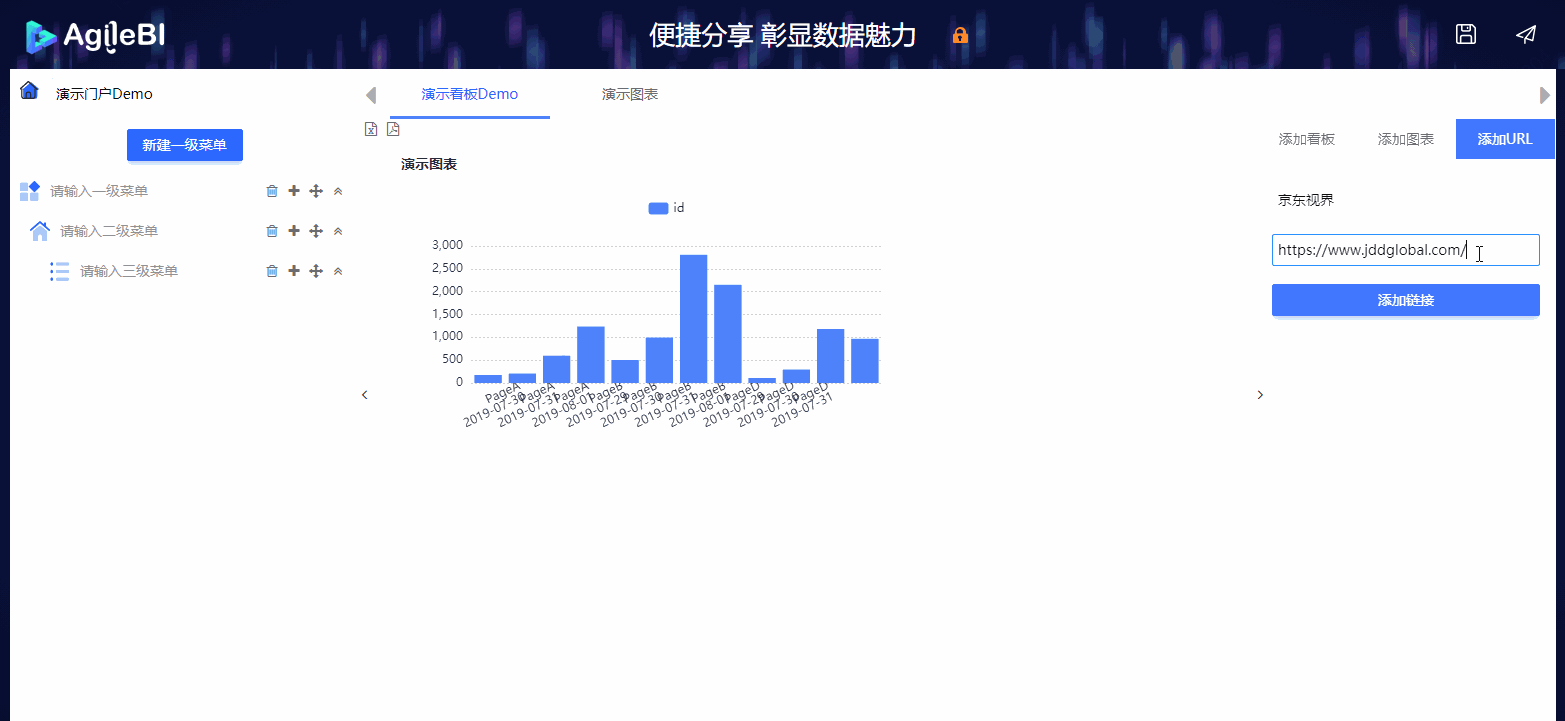 AgileBI
便捷分享 彰显数据魅力
演示门户Demo
新建一级菜单
请输入一级菜单
请输入二级菜单
请输入三级菜单
演示看板Demo
演示图表
演示图表
id
3,000
2,500
2,000
1,500
1,000
500
0
PageA
2019-07-30
PageA
2019-07-31
PageA
2019-08-01
PageB
2019-07-29
PageB
2019-07-30
PageB
2019-07-31
PageB
2019-08-01
PageD
2019-07-29
PageD
2019-07-30
PageD
2019-07-31
添加看板
添加图表
添加URL
京东视界
https://www.jddglobal.com/
添加链接